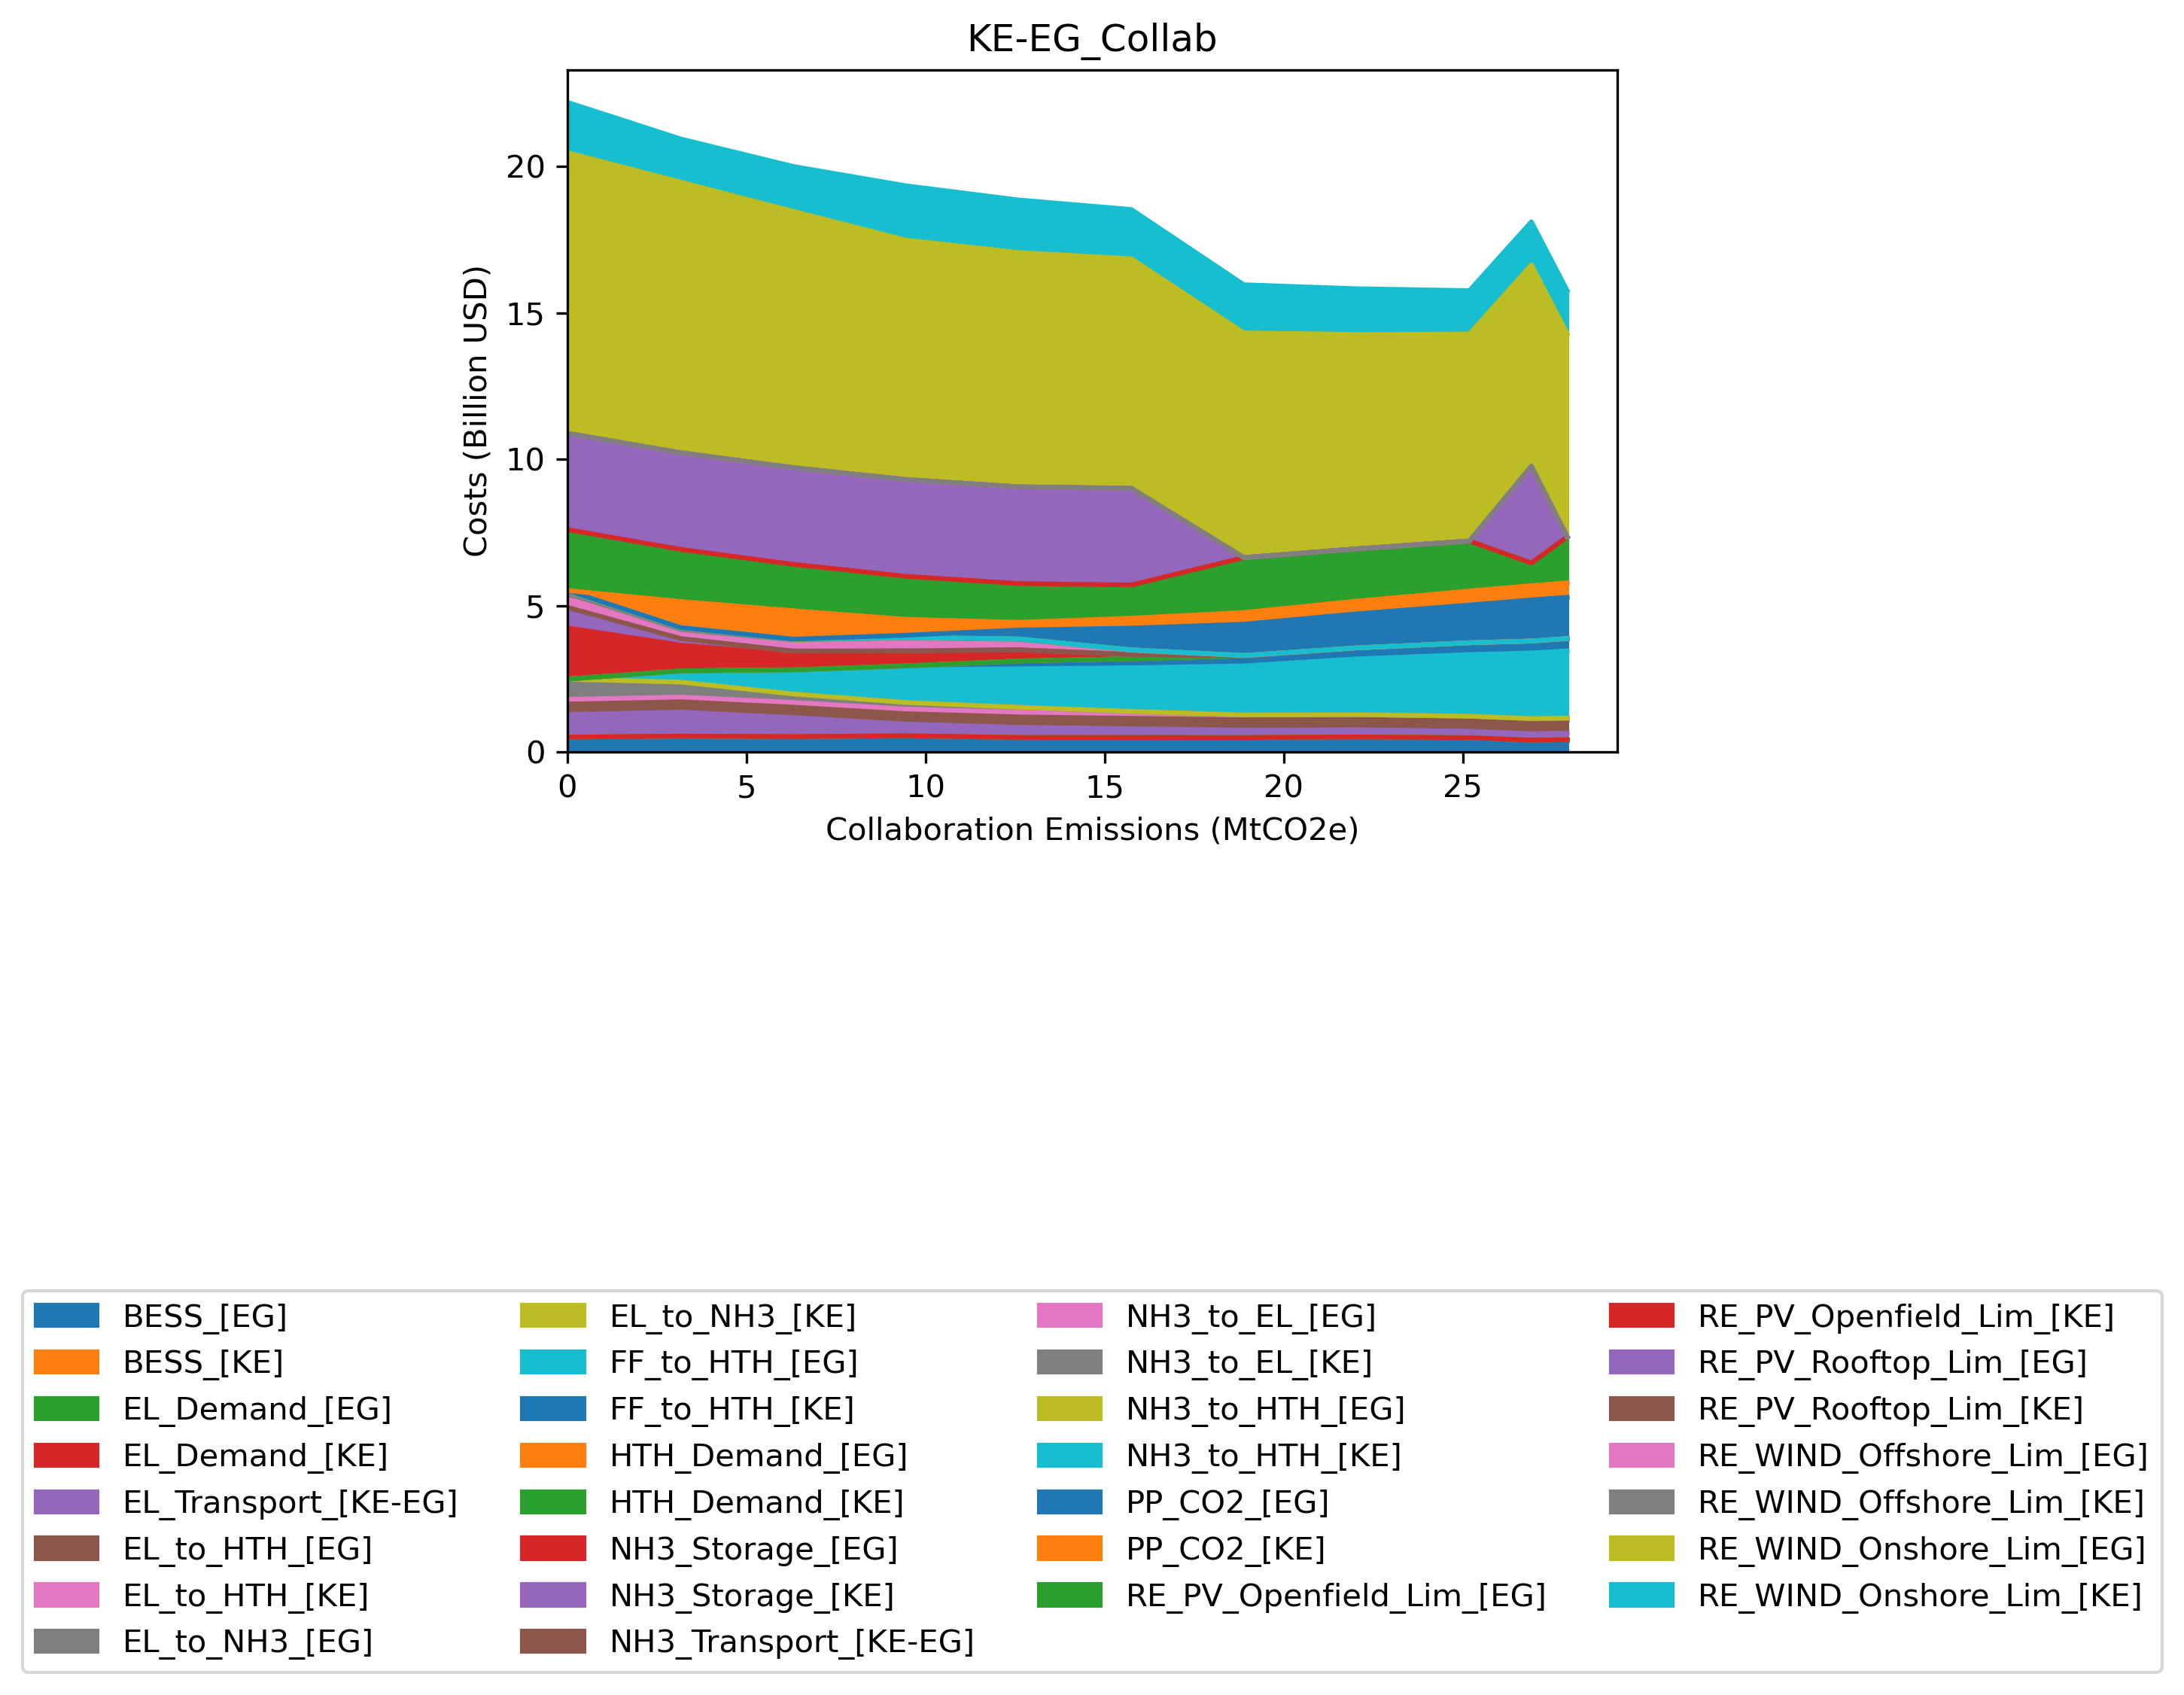 KE-EG_Collab
Costs (Billion USD)
20
15
10
5
0
0 5 10 15 20 25
Collaboration Emissions (MtCO2e)
BESS_[EG]
BESS_[KE]
EL_Demand_[EG]
EL_Demand_[KE]
EL_Transport_[KE-EG]
EL_to_HTH_[EG]
EL_to_HTH_[KE]
EL_to_NH3_[EG]
EL_to_NH3_[KE]
FF_to_HTH_[EG]
FF_to_HTH_[KE]
HTH_Demand_[EG]
HTH_Demand_[KE]
NH3_Storage_[EG]
NH3_Storage_[KE]
NH3_Transport_[KE-EG]
NH3_to_EL_[EG]
NH3_to_EL_[KE]
NH3_to_HTH_[EG]
NH3_to_HTH_[KE]
PP_CO2_[EG]
PP_CO2_[KE]
RE_PV_Openfield_Lim_[EG]
RE_PV_Openfield_Lim_[KE]
RE_PV_Rooftop_Lim_[EG]
RE_PV_Rooftop_Lim_[KE]
RE_WIND_Offshore_Lim_[EG]
RE_WIND_Offshore_Lim_[KE]
RE_WIND_Onshore_Lim_[EG]
RE_WIND_Onshore_Lim_[KE]